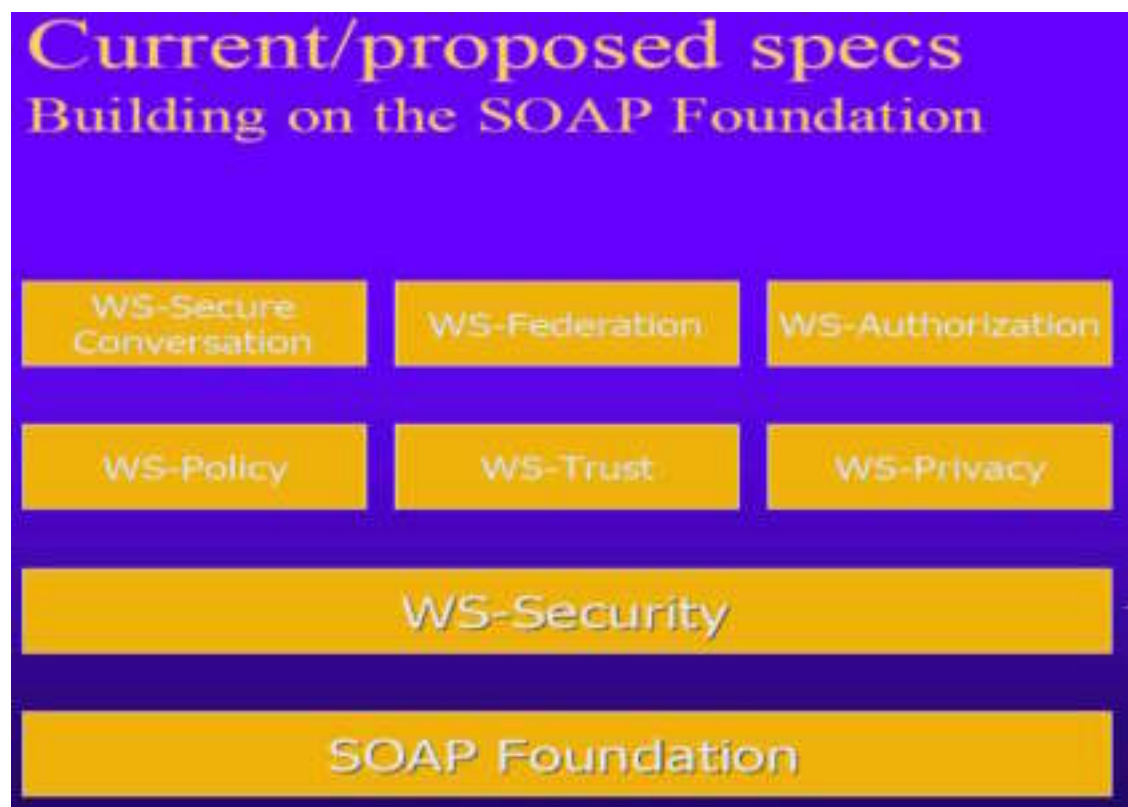 Current/proposed specs
Building on the SOAP Foundation
WS-Secure
Conversation
WS-Federation
WS-Authorization
WS-Policy
WS-Trust
WS-Privacy
WS-Security
SOAP Foundation